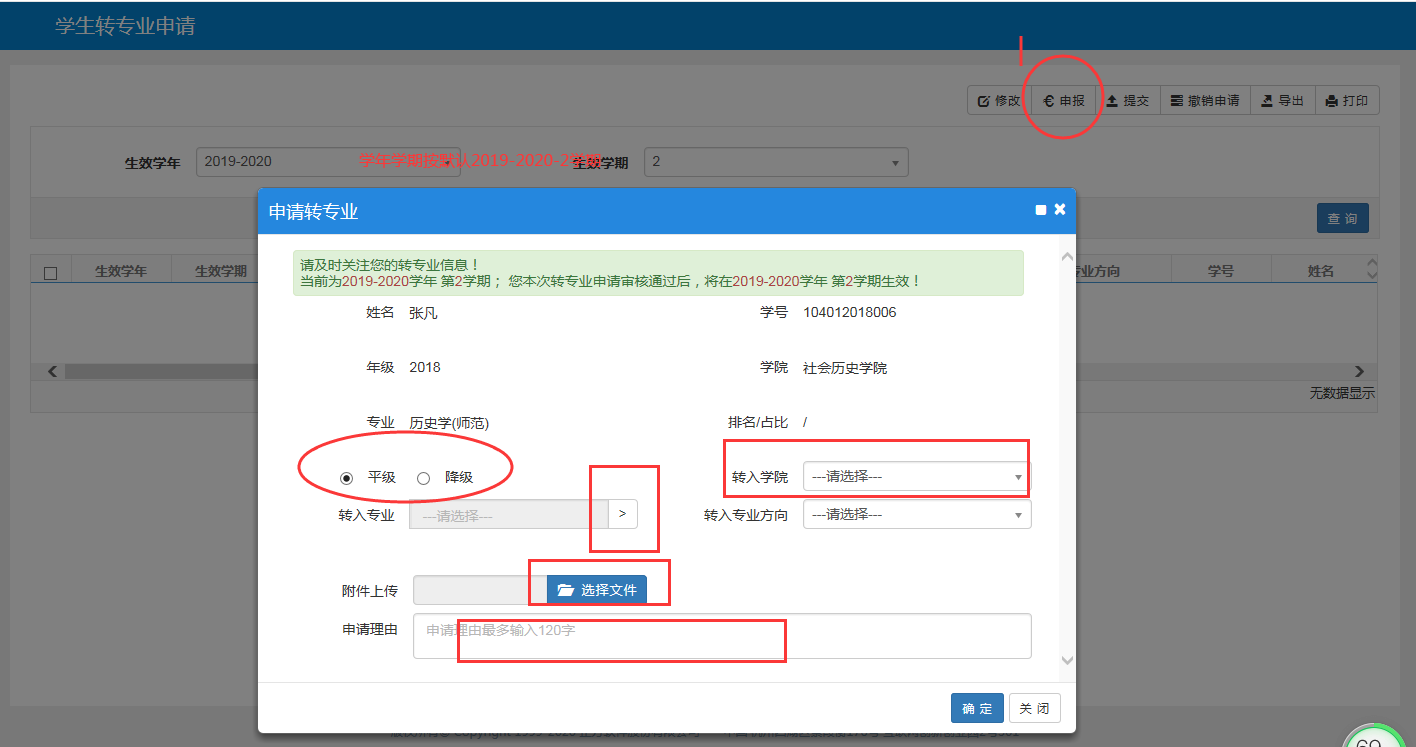 学生转专业申请
修改 申报 提交 撤销申请 导出 打印
生效学年 2019-2020 学年学期按默认2019-2020-2学期 生效学期 2
查 询
生效学年 生效学期 专业方向 学号 姓名
无数据显示
申请转专业
请及时关注您的转专业信息！
当前为2019-2020学年 第2学期； 您本次转专业申请审核通过后，将在2019-2020学年 第2学期生效！
姓名 张凡 学号 104012018006
年级 2018 学院 社会历史学院
专业 历史学(师范) 排名/占比 /
平级 降级 转入学院 ---请选择---
转入专业 ---请选择--- > 转入专业方向 ---请选择---
附件上传 选择文件
申请理由 申请理由最多输入120字
确 定 关 闭